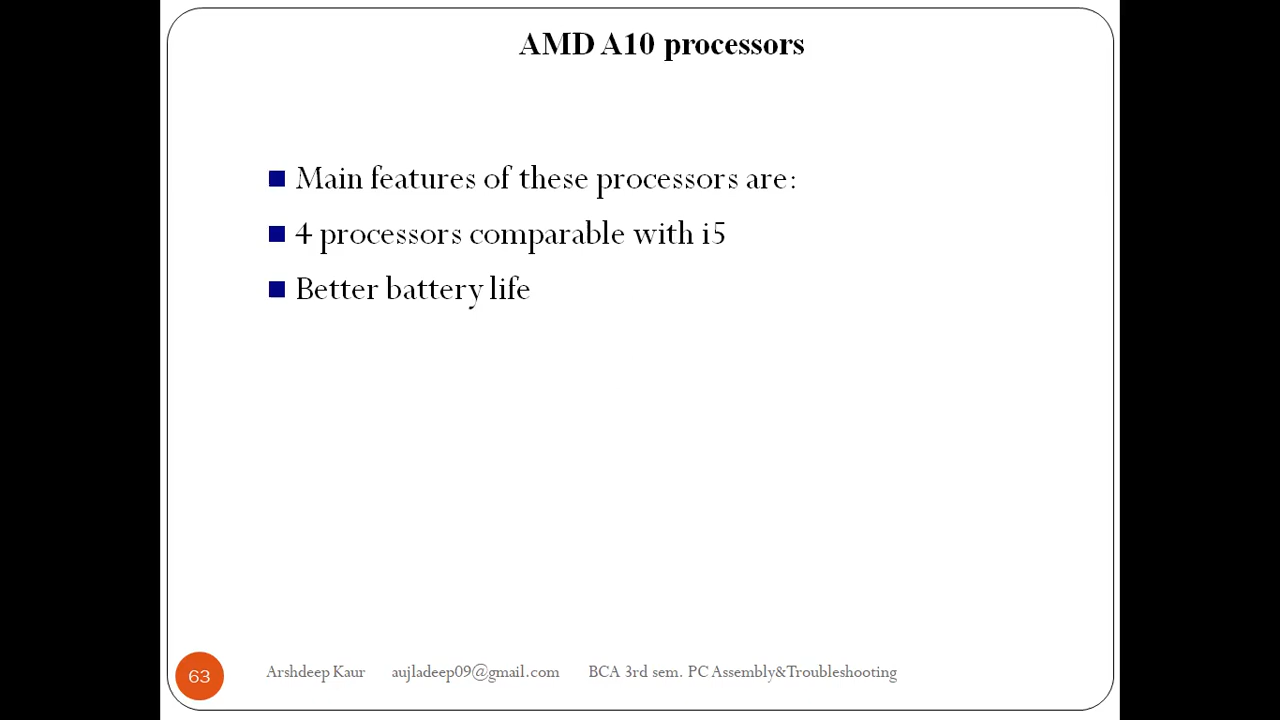 AMD A10 processors
Main features of these processors are:
4 processors comparable with i5
Better battery life
63 Arshdeep Kaur aujladeep09@gmail.com BCA 3rd sem. PC Assembly&Troubleshooting